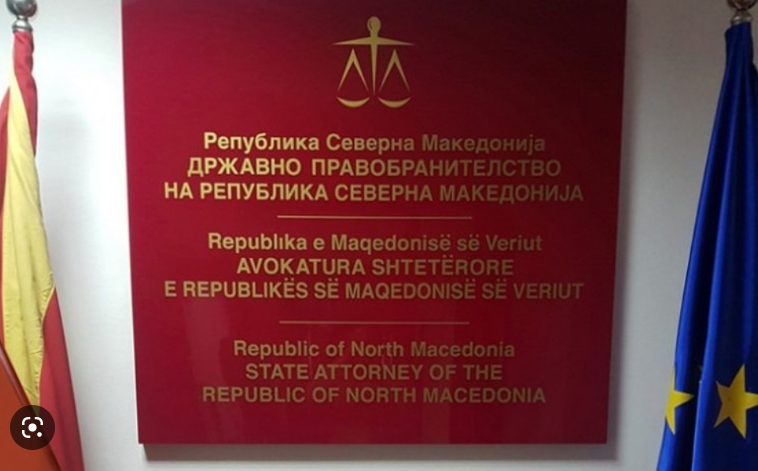 Република Северна Македонија
ДРЖАВНО ПРАВОБРАНИТЕЛСТВО
НА РЕПУБЛИКА СЕВЕРНА МАКЕДОНИЈА
Republika e Maqedonisë së Veriut
AVOKATURA SHTETËRORE
E REPUBLIKËS SË MAQEDONISË SË VERIUT
Republic of North Macedonia
STATE ATTORNEY OF THE
REPUBLIC OF NORTH MACEDONIA